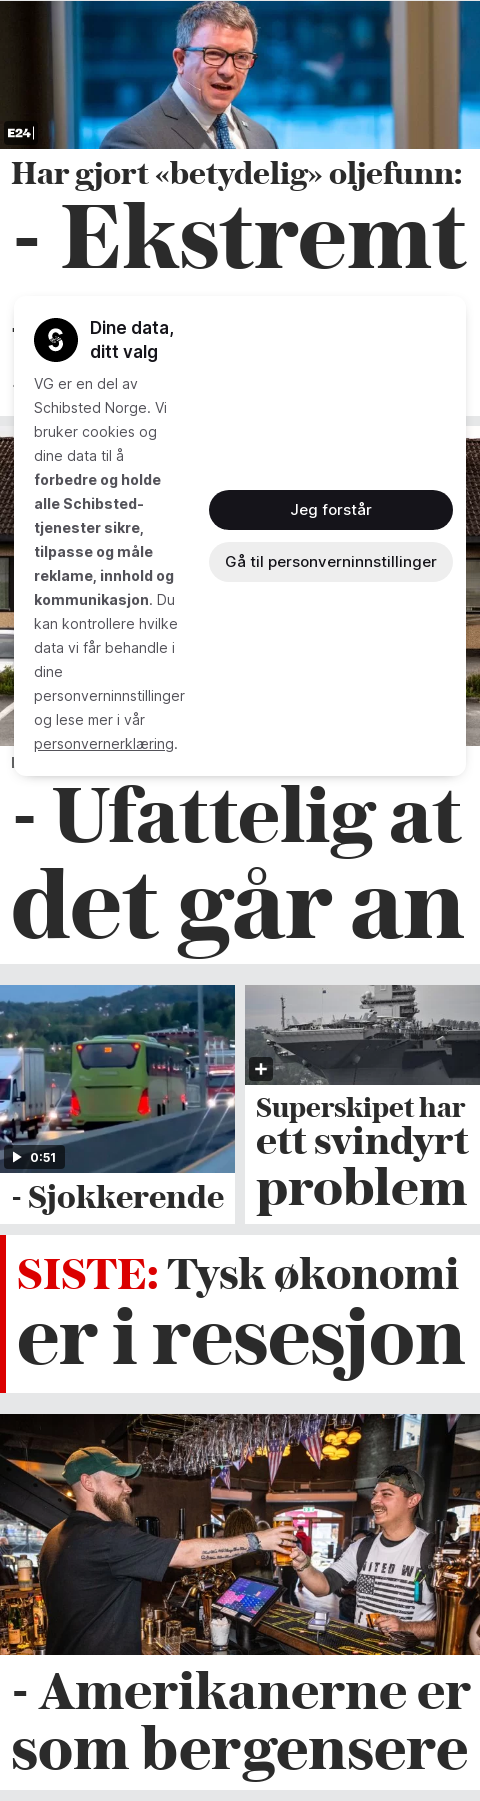 E24
Har gjort «betydelig» oljefunn:
- Ekstremt
Dine data,
ditt valg
VG er en del av
Schibsted Norge. Vi
bruker cookies og
dine data til å
forbedre og holde
alle Schibsted-
tjenester sikre,
tilpasse og måle
reklame, innhold og
kommunikasjon. Du
kan kontrollere hvilke
data vi får behandle i
dine
personverninnstillinger
og lese mer i vår
personvernerklæring.
Jeg forstår
Gå til personverninnstillinger
- Ufattelig at
det går an
0:51
- Sjokkerende
Superskipet har
ett svindyrt
problem
SISTE: Tysk økonomi
er i resesjon
- Amerikanerne er
som bergensere